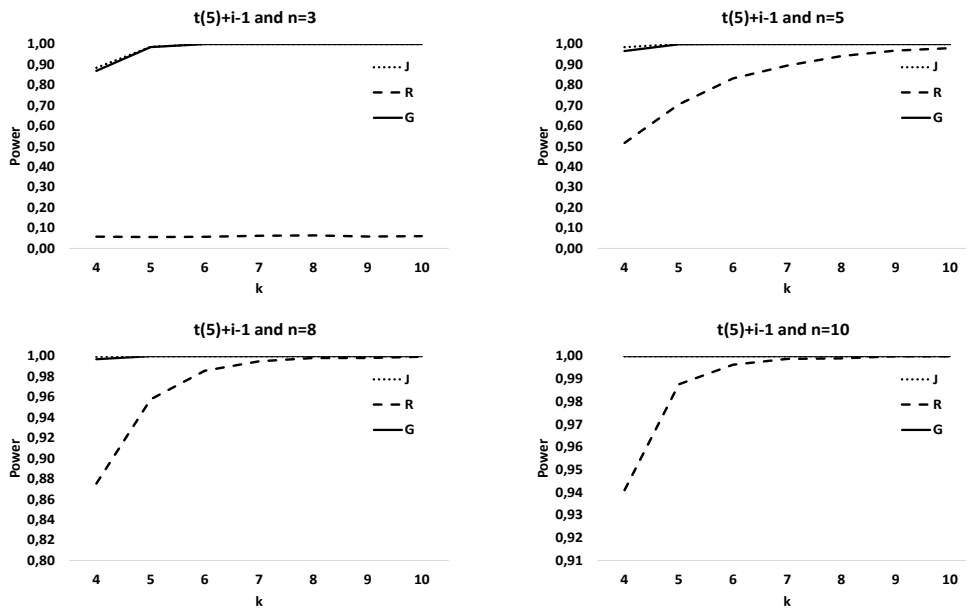 t(5)+i-1 and n=3
1,00
0,90
0,80
0,70
0,60
0,50
0,40
0,30
0,20
0,10
0,00
Power
J
R
G
4 5 6 7 8 9 10
k
t(5)+i-1 and n=5
1,00
0,90
0,80
0,70
0,60
0,50
0,40
0,30
0,20
0,10
0,00
Power
J
R
G
4 5 6 7 8 9 10
k
t(5)+i-1 and n=8
1,00
0,98
0,96
0,94
0,92
0,90
0,88
0,86
0,84
0,82
0,80
Power
J
R
G
4 5 6 7 8 9 10
k
t(5)+i-1 and n=10
1,00
0,99
0,98
0,97
0,96
0,95
0,94
0,93
0,92
0,91
Power
J
R
G
4 5 6 7 8 9 10
k